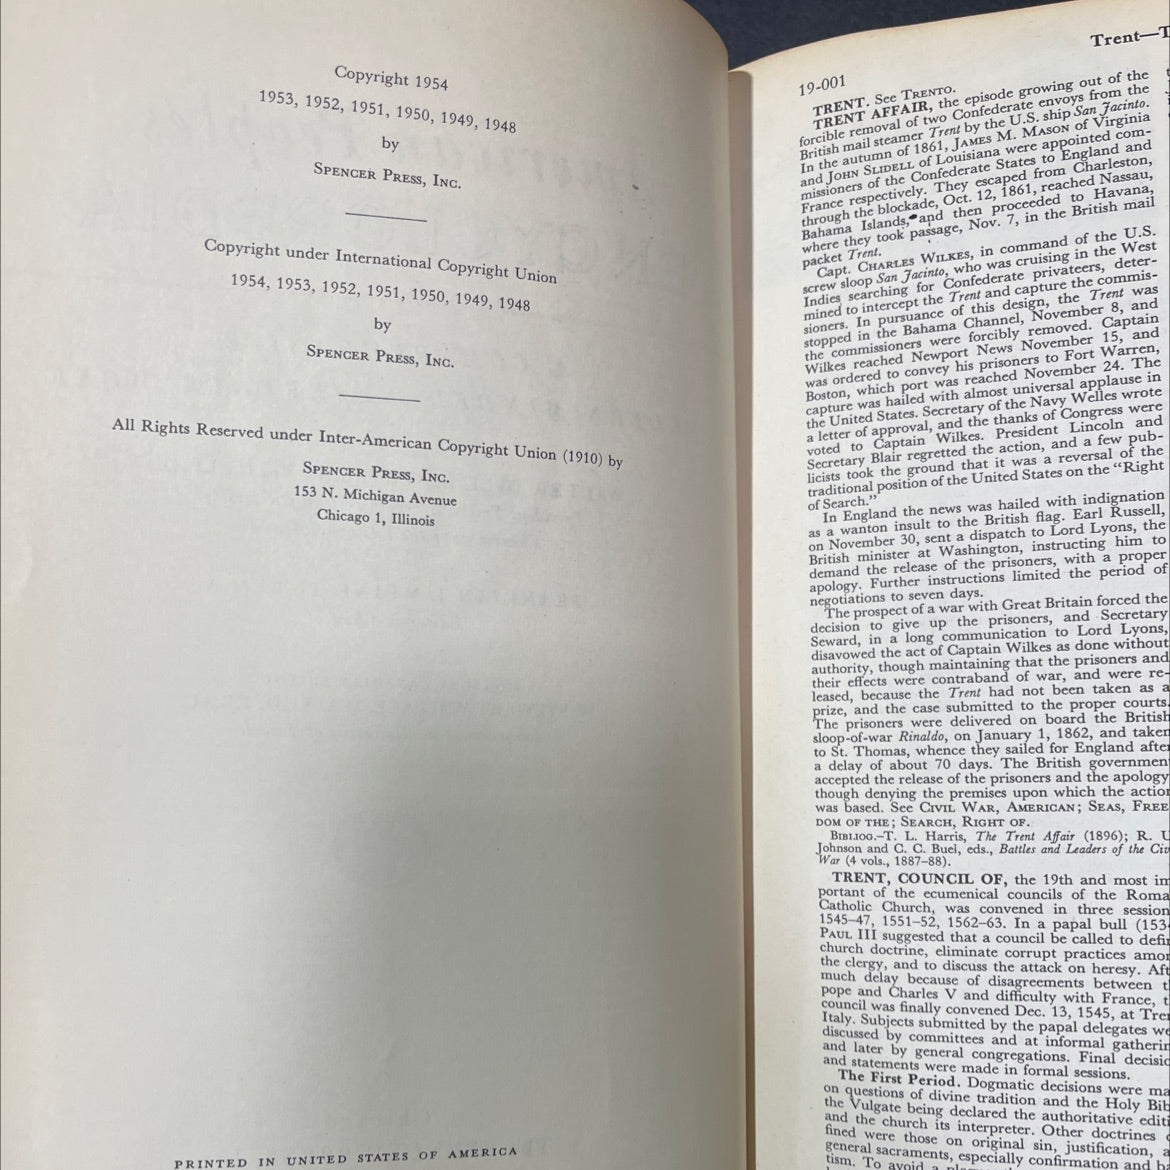 Copyright 1954
1953, 1952, 1951, 1950, 1949, 1948
by
Spencer Press, Inc.
Copyright under International Copyright Union
1954, 1953, 1952, 1951, 1950, 1949, 1948
by
Spencer Press, Inc.
All Rights Reserved under Inter-American Copyright Union (1910) by
Spencer Press, Inc.
153 N. Michigan Avenue
Chicago 1, Illinois
PRINTED IN UNITED STATES OF AMERICA
Trent—T
19-001
TRENT. See Trento.
TRENT AFFAIR, the episode growing out of the
forcible removal of two Confederate envoys from the
British mail steamer Trent by the U.S. ship San Jacinto.
In the autumn of 1861, James M. Mason of Virginia
and John Slidell of Louisiana were appointed com-
missioners of the Confederate States to England and
France respectively. They escaped from Charleston,
through the blockade, Oct. 12, 1861, reached Nassau,
Bahama Islands, and then proceeded to Havana,
where they took passage, Nov. 7, in the British mail
packet Trent.
Capt. Charles Wilkes, in command of the U.S.
screw sloop San Jacinto, who was cruising in the West
Indies searching for Confederate privateers, deter-
mined to intercept the Trent and capture the commis-
sioners. In pursuance of this design, the Trent was
stopped in the Bahama Channel, November 8, and
the commissioners were forcibly removed. Captain
Wilkes reached Newport News November 15, and
was ordered to convey his prisoners to Fort Warren,
Boston, which port was reached November 24. The
capture was hailed with almost universal applause in
the United States. Secretary of the Navy Welles wrote
a letter of approval, and the thanks of Congress were
voted to Captain Wilkes. President Lincoln and
Secretary Blair regretted the action, and a few pub-
licists took the ground that it was a reversal of the
traditional position of the United States on the "Right
of Search."
In England the news was hailed with indignation
as a wanton insult to the British flag. Earl Russell,
on November 30, sent a dispatch to Lord Lyons, the
British minister at Washington, instructing him to
demand the release of the prisoners, with a proper
apology. Further instructions limited the period of
negotiations to seven days.
The prospect of a war with Great Britain forced the
decision to give up the prisoners, and Secretary
Seward, in a long communication to Lord Lyons,
disavowed the act of Captain Wilkes as done without
authority, though maintaining that the prisoners and
their effects were contraband of war, and were re-
leased, because the Trent had not been taken as a
prize, and the case submitted to the proper courts.
The prisoners were delivered on board the British
sloop-of-war Rinaldo, on January 1, 1862, and taken
to St. Thomas, whence they sailed for England after
a delay of about 70 days. The British governmen
accepted the release of the prisoners and the apology
though denying the premises upon which the action
was based. See Civil War, American; Seas, Free
dom of the; Search, Right of.
Bibliog.–T. L. Harris, The Trent Affair (1896); R. U
Johnson and C. C. Buel, eds., Battles and Leaders of the Civ
War (4 vols., 1887–88).
TRENT, COUNCIL OF, the 19th and most im
portant of the ecumenical councils of the Roma
Catholic Church, was convened in three session
1545–47, 1551–52, 1562–63. In a papal bull (153
Paul III suggested that a council be called to defin
church doctrine, eliminate corrupt practices amon
the clergy, and to discuss the attack on heresy. Aft
much delay because of disagreements between t
pope and Charles V and difficulty with France, t
council was finally convened Dec. 13, 1545, at Tren
Italy. Subjects submitted by the papal delegates we
discussed by committees and at informal gatherin
and later by general congregations. Final decisio
and statements were made in formal sessions.
The First Period. Dogmatic decisions were ma
on questions of divine tradition and the Holy Bib
the Vulgate being declared the authoritative editi
and the church its interpreter. Other doctrines
fined were those on original sin, justification,
general sacraments, especially confirmation and
tism. To avoid a